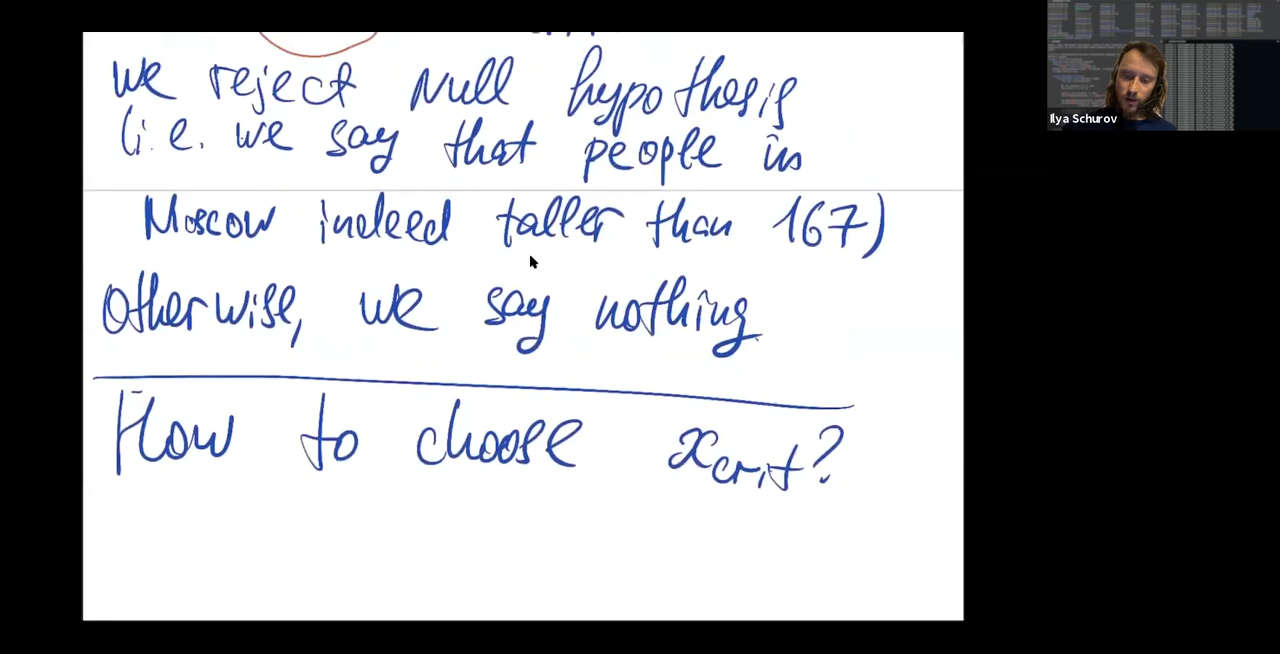 we reject Null hypothesis
(i.e. we say that people in
Moscow indeed taller than 167)
Otherwise, we say nothing.
How to choose x crit?
Ilya Schurov